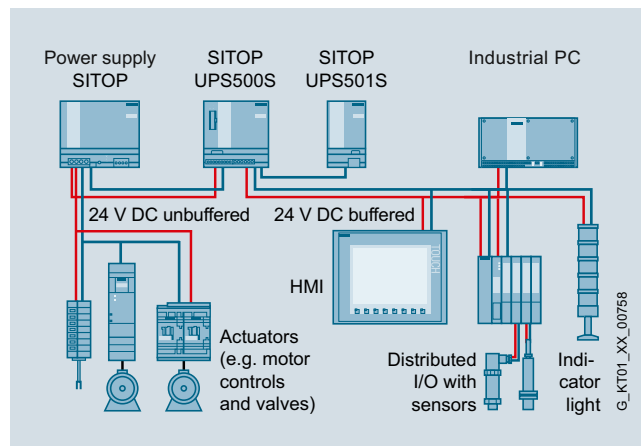 Power supply
SITOP
SITOP
UPS500S
SITOP
UPS501S
Industrial PC
24 V DC unbuffered
24 V DC buffered
HMI
TOUCH
Actuators
(e.g. motor
controls
and valves)
Distributed
I/O with
sensors
Indi-
cator
light
G_KT01_XX_00758